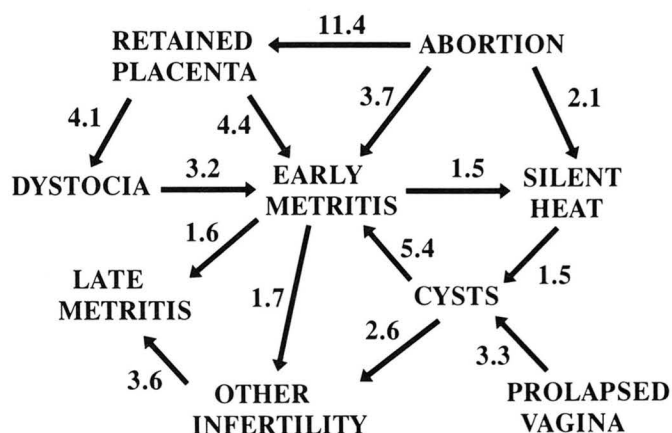 11.4
RETAINED
PLACENTA
ABORTION
4.1
4.4
3.7
2.1
DYSTOCIA
3.2
EARLY
METRITIS
1.5
SILENT
HEAT
1.6
1.7
5.4
1.5
LATE
METRITIS
CYSTS
2.6
3.3
3.6
OTHER
INFERTILITY
PROLAPSED
VAGINA